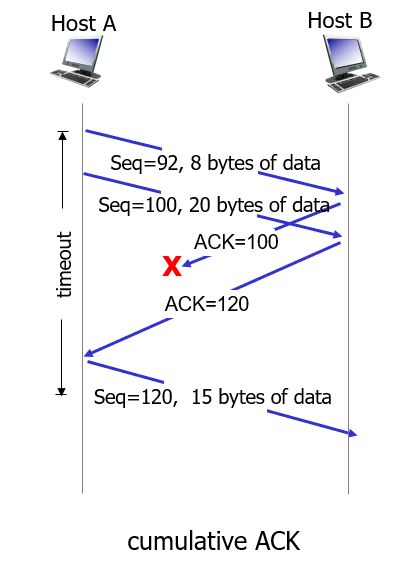 Host A
Host B
Seq=92, 8 bytes of data
Seq=100, 20 bytes of data
ACK=100
X
timeout
ACK=120
Seq=120,  15 bytes of data
cumulative ACK